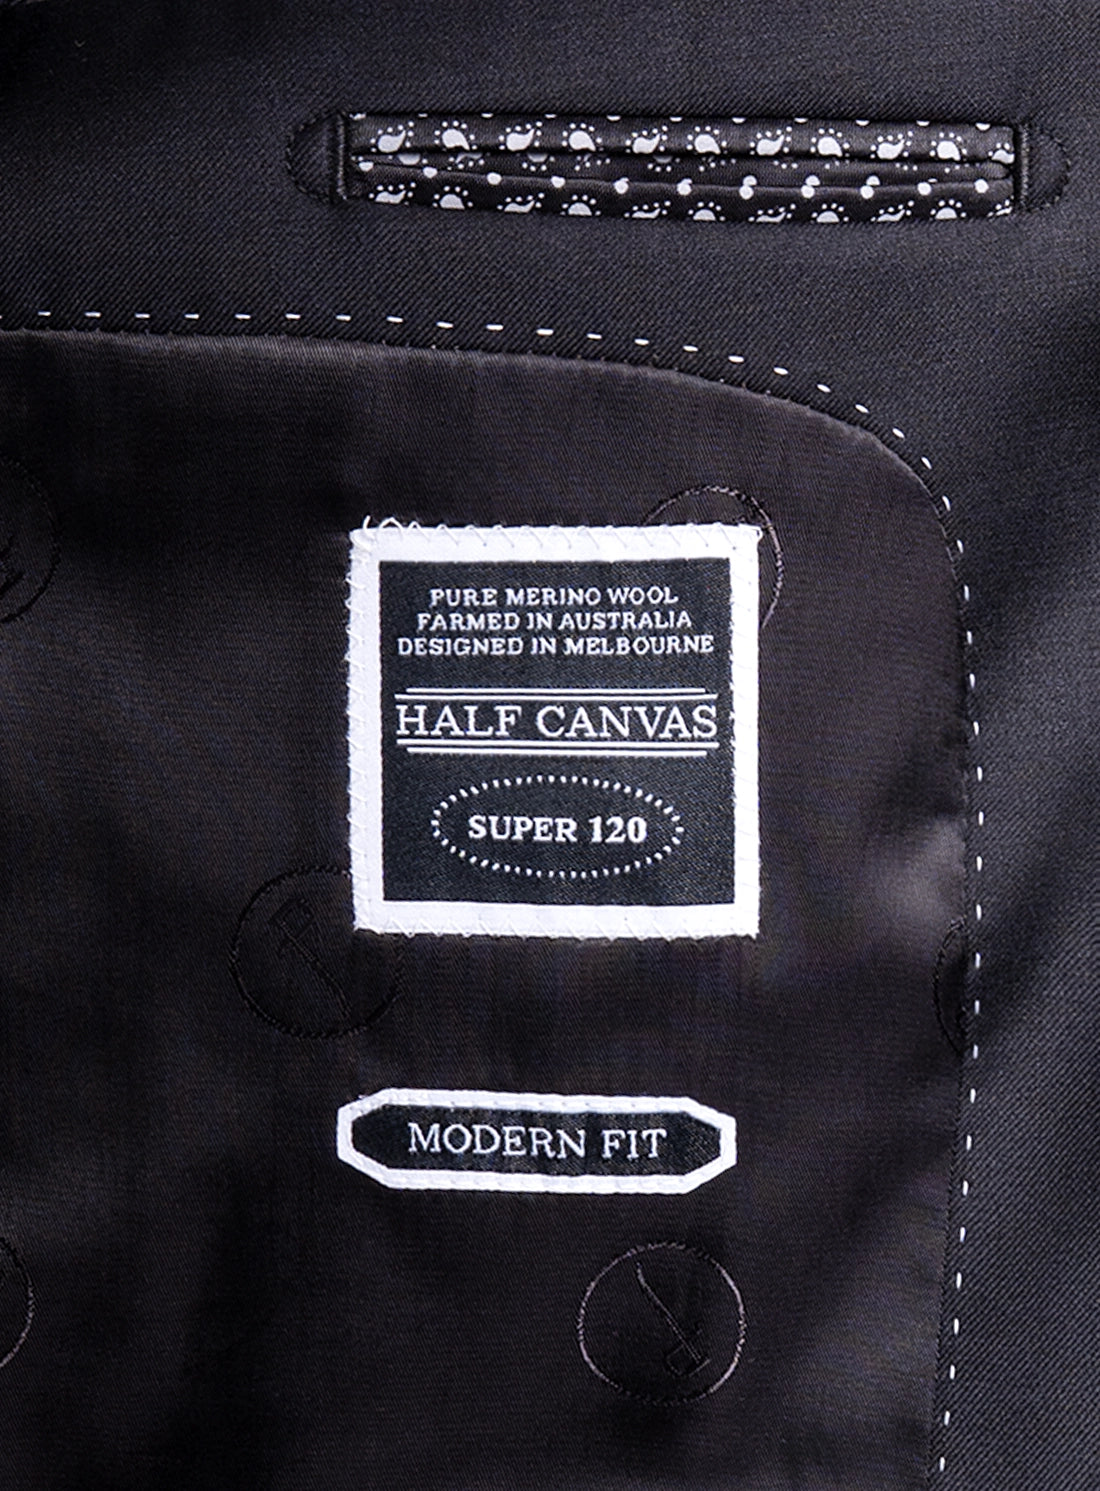 PURE MERINO WOOL
FARMED IN AUSTRALIA
DESIGNED IN MELBOURNE
HALF CANVAS
SUPER 120
MODERN FIT